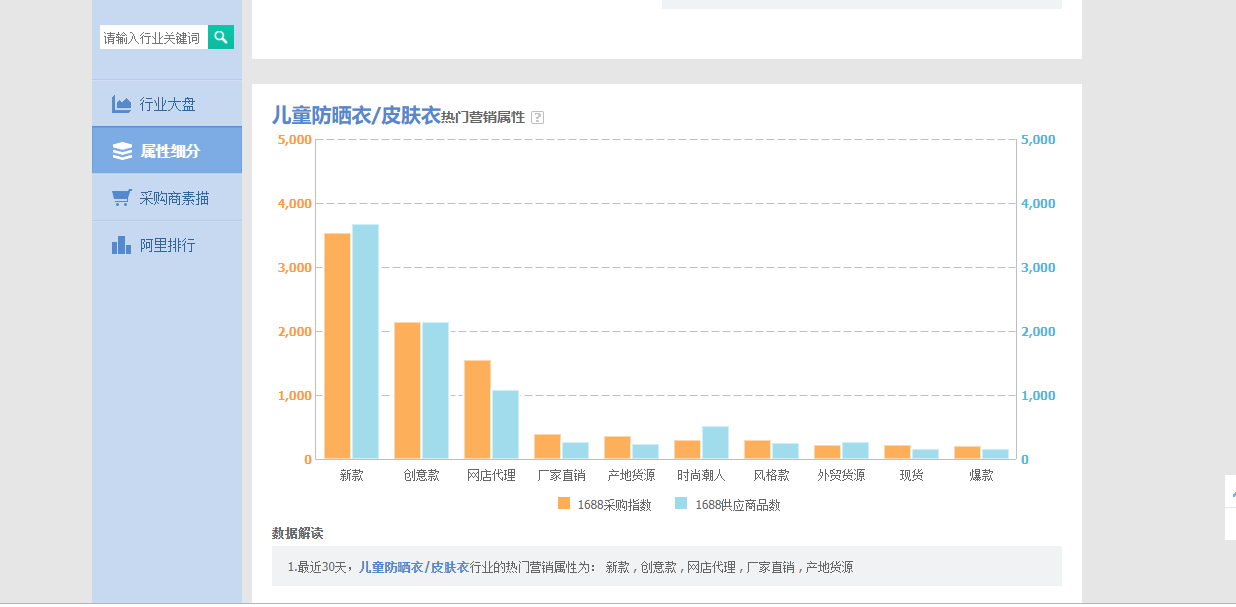 请输入行业关键词
行业大盘
属性细分
采购商素描
阿里排行
儿童防晒衣/皮肤衣热门营销属性 ?
5,000 5,000
4,000 4,000
3,000 3,000
2,000 2,000
1,000 1,000
0 0
新款 创意款 网店代理 厂家直销 产地货源 时尚潮人 风格款 外贸货源 现货 爆款
1688采购指数 1688供应商品数
数据解读
1.最近30天，儿童防晒衣/皮肤衣行业的热门营销属性为： 新款 , 创意款 , 网店代理 , 厂家直销 , 产地货源